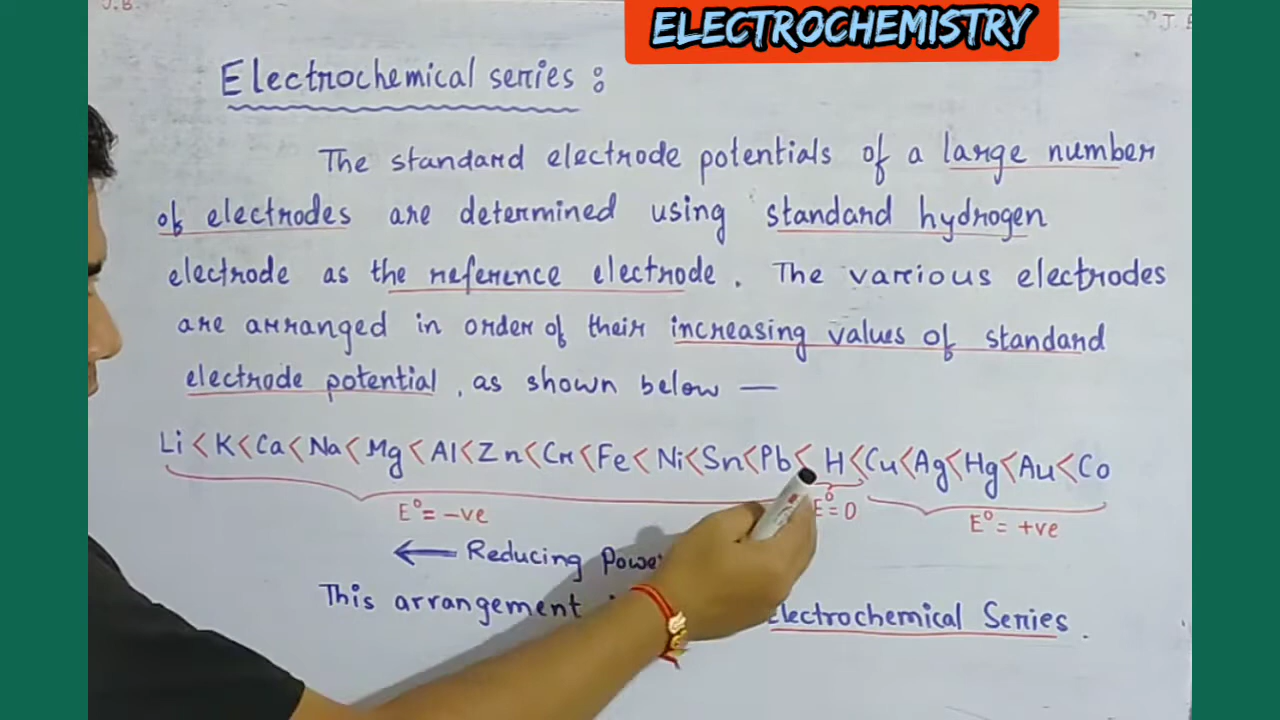 J.B.
ELECTROCHEMISTRY
"J.
Electrochemical series :
The standard electrode potentials of a large number
of electrodes are determined using standard hydrogen
electrode as the reference electrode. The various electrodes
are arranged in order of their increasing values of standard
electrode potential, as shown below —
Li < K < Ca < Na < Mg < Al < Zn < Cr < Fe < Ni < Sn < Pb < H < Cu < Ag < Hg < Au < Co
E° = -ve E° = 0 E° = +ve
← Reducing
This arrangement Electrochemical Series.